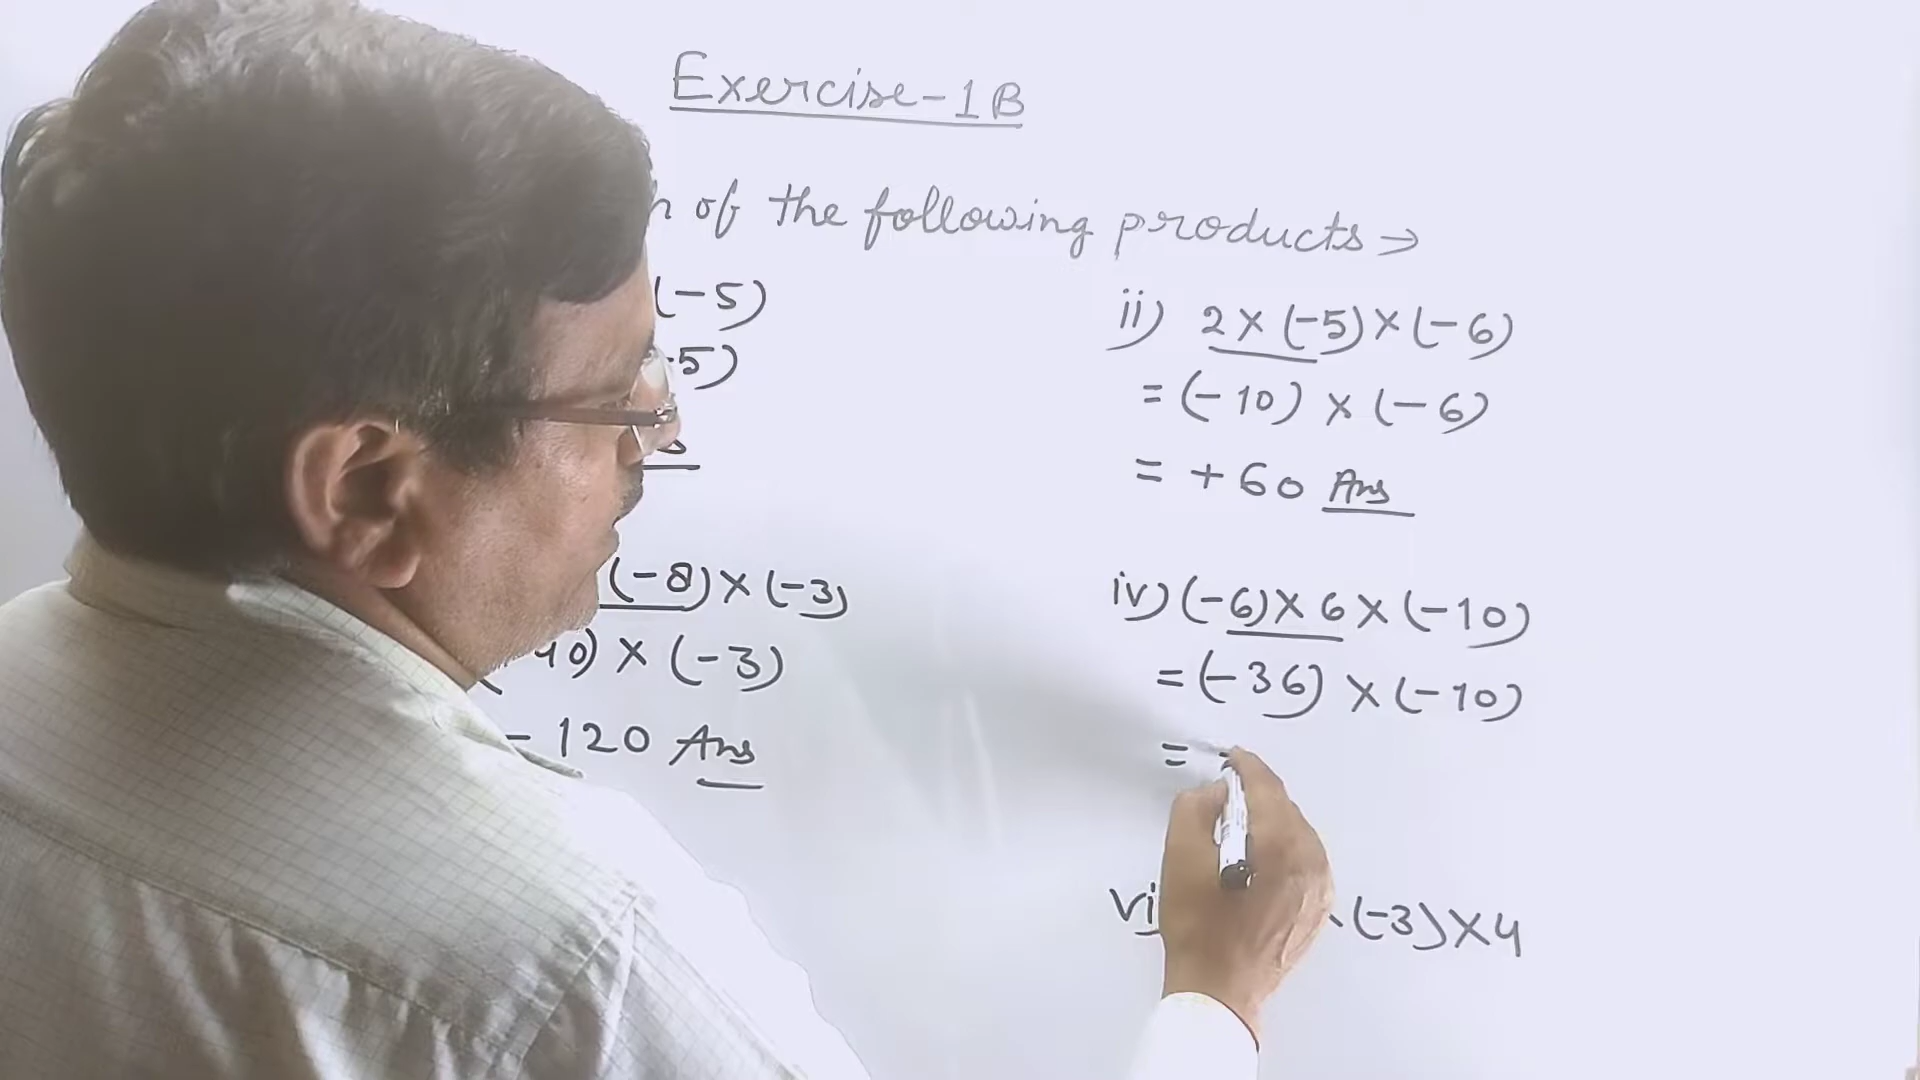 Exercise-1B
of the following products →
(-5)
-5)
(-8) × (-3)
40) × (-3)
- 120 Ans
ii) 2 × (-5) × (-6)
= (-10) × (-6)
= + 60 Ans
iv) (-6) × 6 × (-10)
= (-36) × (-10)
=
vi (-3) × 4